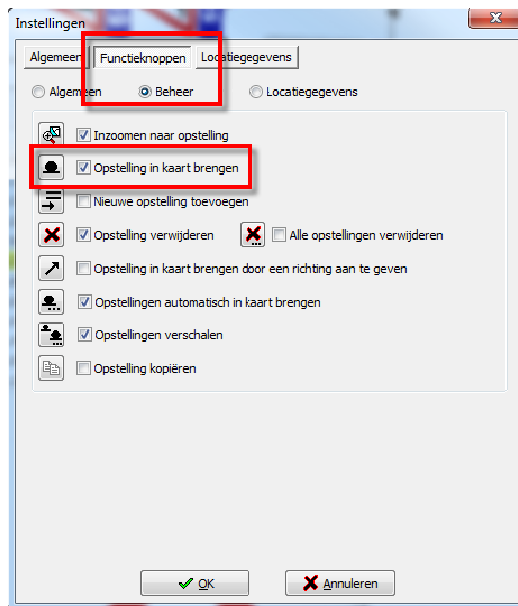 Instellingen
Algemeen Functieknoppen Locatiegegevens
Algemeen Beheer Locatiegegevens
Inzoomen naar opstelling
Opstelling in kaart brengen
Nieuwe opstelling toevoegen
Opstelling verwijderen Alle opstellingen verwijderen
Opstelling in kaart brengen door een richting aan te geven
Opstellingen automatisch in kaart brengen
Opstellingen verschalen
Opstelling kopiëren
OK Annuleren